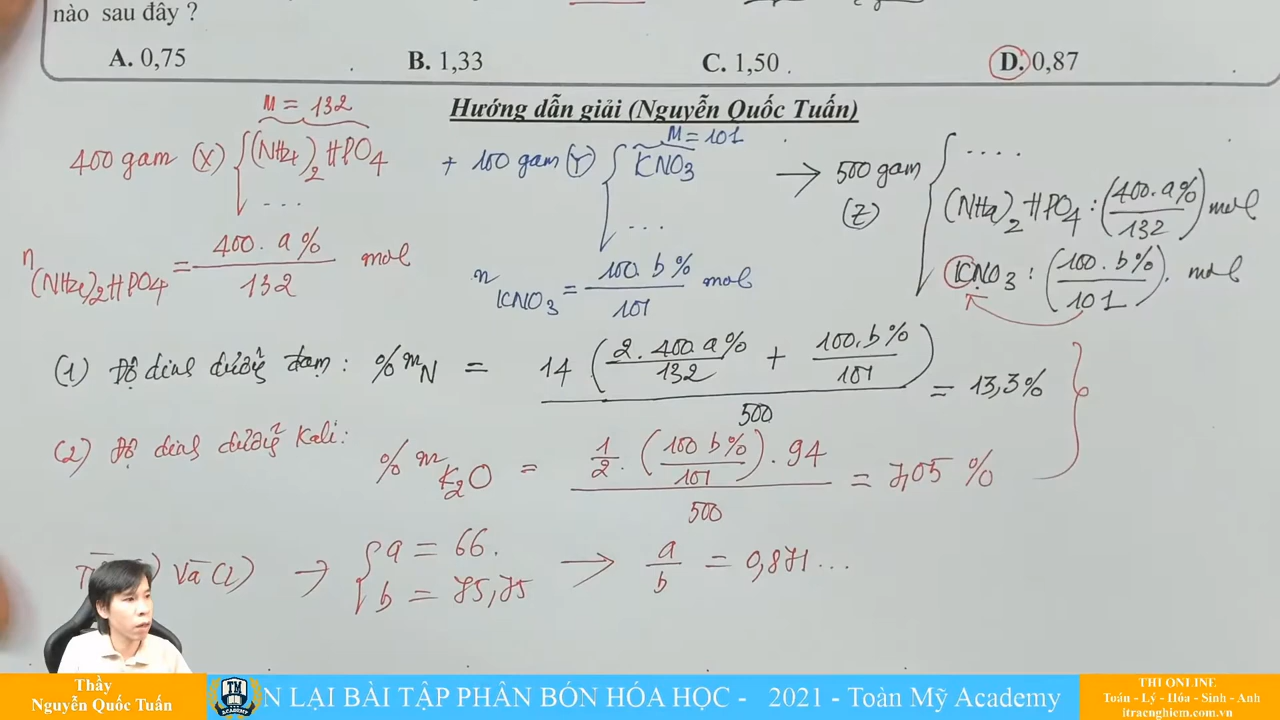 nào sau đây ?
A. 0,75 B. 1,33 C. 1,50 D. 0,87
Hướng dẫn giải (Nguyễn Quốc Tuấn)
M = 132
M = 101
400 gam (X) { (NH4)2HPO4 ... + 100 gam (Y) { KNO3 ... → 500 gam (Z) { .... (NH4)2HPO4 : (400.a% / 132) mol
KNO3 : (100.b% / 101). mol
n (NH4)2HPO4 = 400.a% / 132 mol
n KNO3 = 100.b% / 101 mol
(1) Độ dinh dưỡng đạm : % mN = 14 (2.400.a% / 132 + 100.b% / 101) / 500 = 13,3%
(2) Độ dinh dưỡng Kali: % mK2O = 1/2 . (100 b% / 101) . 94 / 500 = 7,05 %
và (2) → { a = 66. b = 75,75 → a / b = 0,871...
Thầy
Nguyễn Quốc Tuấn
TM
ACADEMY
N LẠI BÀI TẬP PHÂN BÓN HÓA HỌC - 2021 - Toàn Mỹ Academy
THI ONLINE
Toán - Lý - Hóa - Sinh - Anh
itracnghiem.com.vn